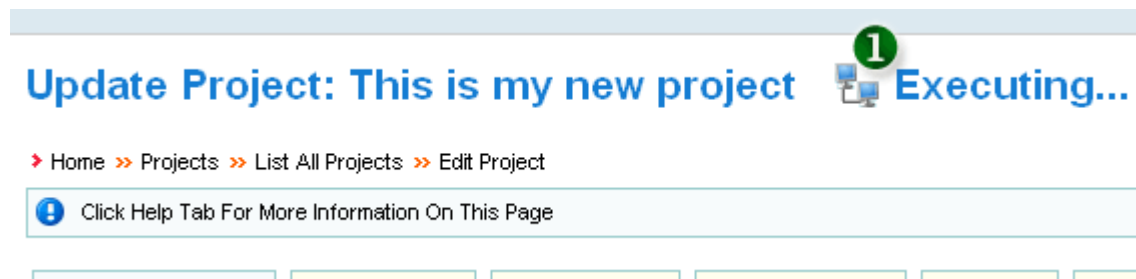 1
Update Project: This is my new project Executing...
Home » Projects » List All Projects » Edit Project
Click Help Tab For More Information On This Page